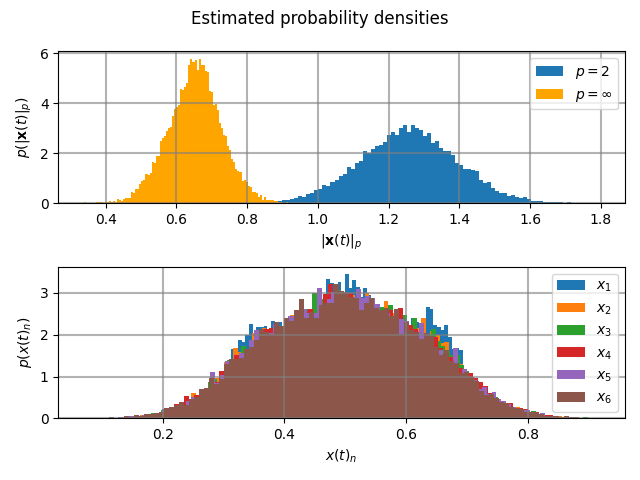 Estimated probability densities
p(|𝐱(t)|ₚ)
6
4
2
0
p = 2
p = ∞
0.4 0.6 0.8 1.0 1.2 1.4 1.6 1.8
|𝐱(t)|ₚ
p(x(t)ₙ)
3
2
1
0
x₁
x₂
x₃
x₄
x₅
x₆
0.2 0.4 0.6 0.8
x(t)ₙ